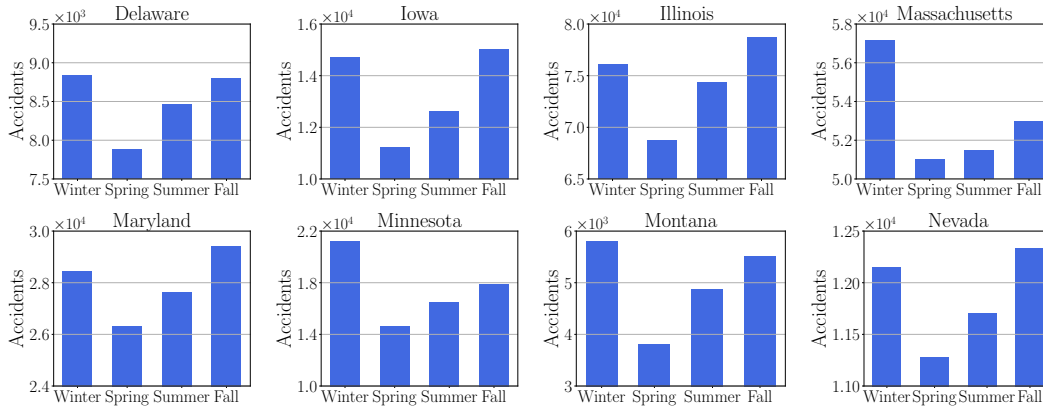 Delaware
×10³
Accidents
9.5
9.0
8.5
8.0
7.5
Winter Spring Summer Fall
Iowa
×10⁴
Accidents
1.6
1.4
1.2
1.0
Winter Spring Summer Fall
Illinois
×10⁴
Accidents
8.0
7.5
7.0
6.5
Winter Spring Summer Fall
Massachusetts
×10⁴
Accidents
5.8
5.6
5.4
5.2
5.0
Winter Spring Summer Fall
Maryland
×10⁴
Accidents
3.0
2.8
2.6
2.4
Winter Spring Summer Fall
Minnesota
×10⁴
Accidents
2.2
1.8
1.4
1.0
Winter Spring Summer Fall
Montana
×10³
Accidents
6
5
4
3
Winter Spring Summer Fall
Nevada
×10⁴
Accidents
1.25
1.20
1.15
1.10
Winter Spring Summer Fall